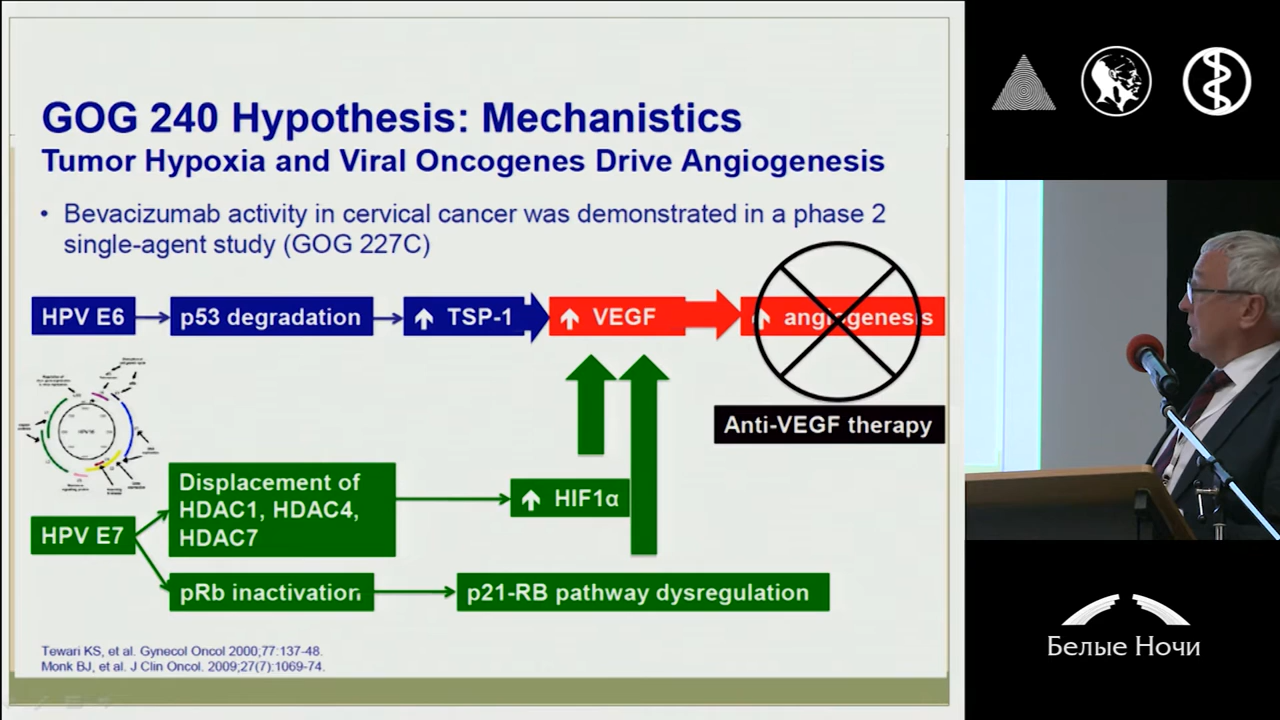 GOG 240 Hypothesis: Mechanistics
Tumor Hypoxia and Viral Oncogenes Drive Angiogenesis
• Bevacizumab activity in cervical cancer was demonstrated in a phase 2
single-agent study (GOG 227C)
HPV E6
p53 degradation
TSP-1
VEGF
angiogenesis
Anti-VEGF therapy
Displacement of
HDAC1, HDAC4,
HDAC7
HIF1α
HPV E7
pRb inactivation
p21-RB pathway dysregulation
Tewari KS, et al. Gynecol Oncol 2000;77:137-48.
Monk BJ, et al. J Clin Oncol. 2009;27(7):1069-74.
Белые Ночи